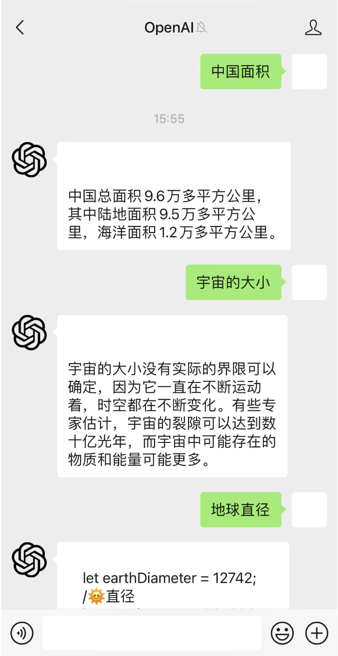 OpenAI
中国面积
15:55
中国总面积9.6万多平方公里，
其中陆地面积9.5万多平方公
里，海洋面积1.2万多平方公里。
宇宙的大小
宇宙的大小没有实际的界限可以
确定，因为它一直在不断运动
着，时空都在不断变化。有些专
家估计，宇宙的裂隙可以达到数
十亿光年，而宇宙中可能存在的
物质和能量可能更多。
地球直径
let earthDiameter = 12742;
/🌞直径